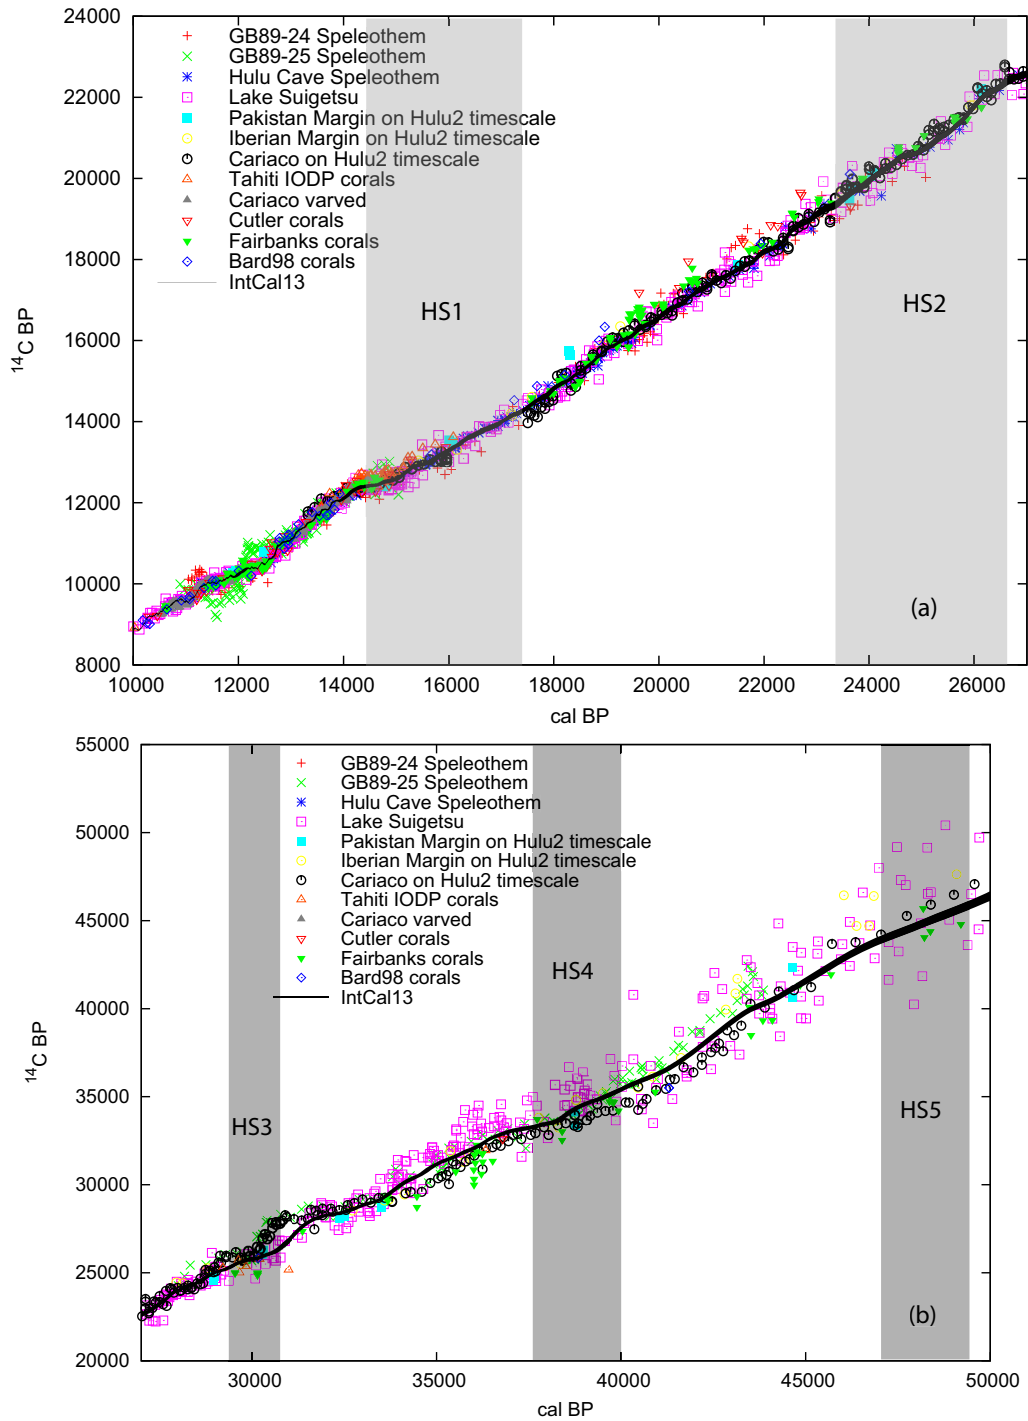 24000
22000
20000
18000
16000
14000
12000
10000
8000
¹⁴C BP
GB89-24 Speleothem
GB89-25 Speleothem
Hulu Cave Speleothem
Lake Suigetsu
Pakistan Margin on Hulu2 timescale
Iberian Margin on Hulu2 timescale
Cariaco on Hulu2 timescale
Tahiti IODP corals
Cariaco varved
Cutler corals
Fairbanks corals
Bard98 corals
IntCal13
HS1
HS2
(a)
10000 12000 14000 16000 18000 20000 22000 24000 26000
cal BP
55000
50000
45000
40000
35000
30000
25000
20000
¹⁴C BP
GB89-24 Speleothem
GB89-25 Speleothem
Hulu Cave Speleothem
Lake Suigetsu
Pakistan Margin on Hulu2 timescale
Iberian Margin on Hulu2 timescale
Cariaco on Hulu2 timescale
Tahiti IODP corals
Cariaco varved
Cutler corals
Fairbanks corals
Bard98 corals
IntCal13
HS3
HS4
HS5
(b)
30000 35000 40000 45000 50000
cal BP